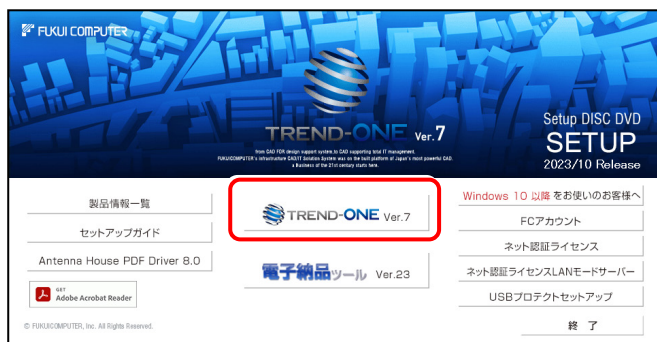 FUKUI COMPUTER
TREND-ONE Ver.7
from CAD FOR design support system,to CAD supporting total IT management.
FUKUICOMPUTER's infrastructure CAD/IT Solution System was on the built platform of Japan's most powerful CAD.
a Business of the 21st century starts here.
Setup DISC DVD
SETUP
2023/10 Release
製品情報一覧
セットアップガイド
Antenna House PDF Driver 8.0
GET
Adobe Acrobat Reader
© FUKUICOMPUTER, Inc. All Rights Reserved.
TREND-ONE Ver.7
電子納品ツール Ver.23
Windows 10 以降 をお使いのお客様へ
FCアカウント
ネット認証ライセンス
ネット認証ライセンスLANモードサーバー
USBプロテクトセットアップ
終 了